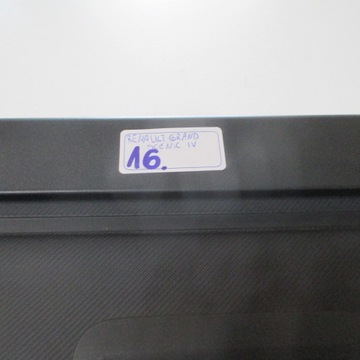 RENAULT GRAND
SCENIC IV
16.